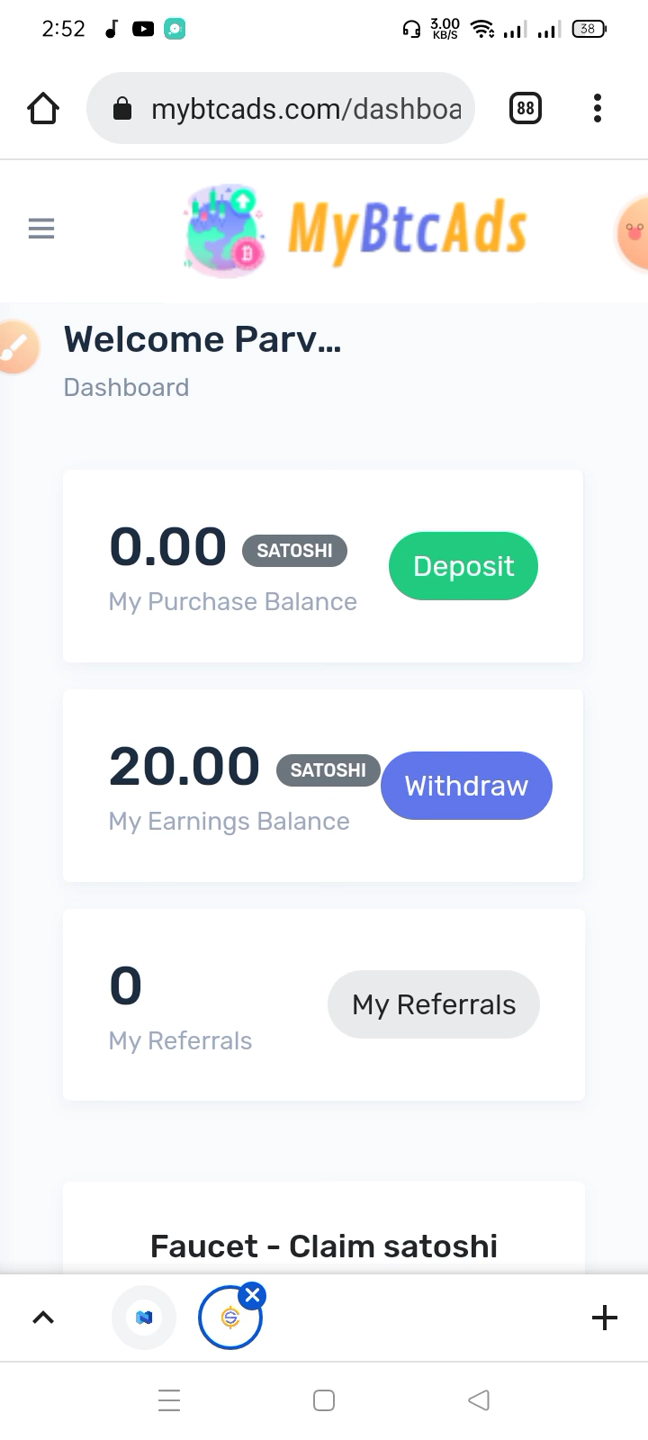 2:52
3.00
KB/S
38
mybtcads.com/dashboa
88
MyBtcAds
Welcome Parv...
Dashboard
0.00 SATOSHI
Deposit
My Purchase Balance
20.00 SATOSHI
Withdraw
My Earnings Balance
0
My Referrals
My Referrals
Faucet - Claim satoshi